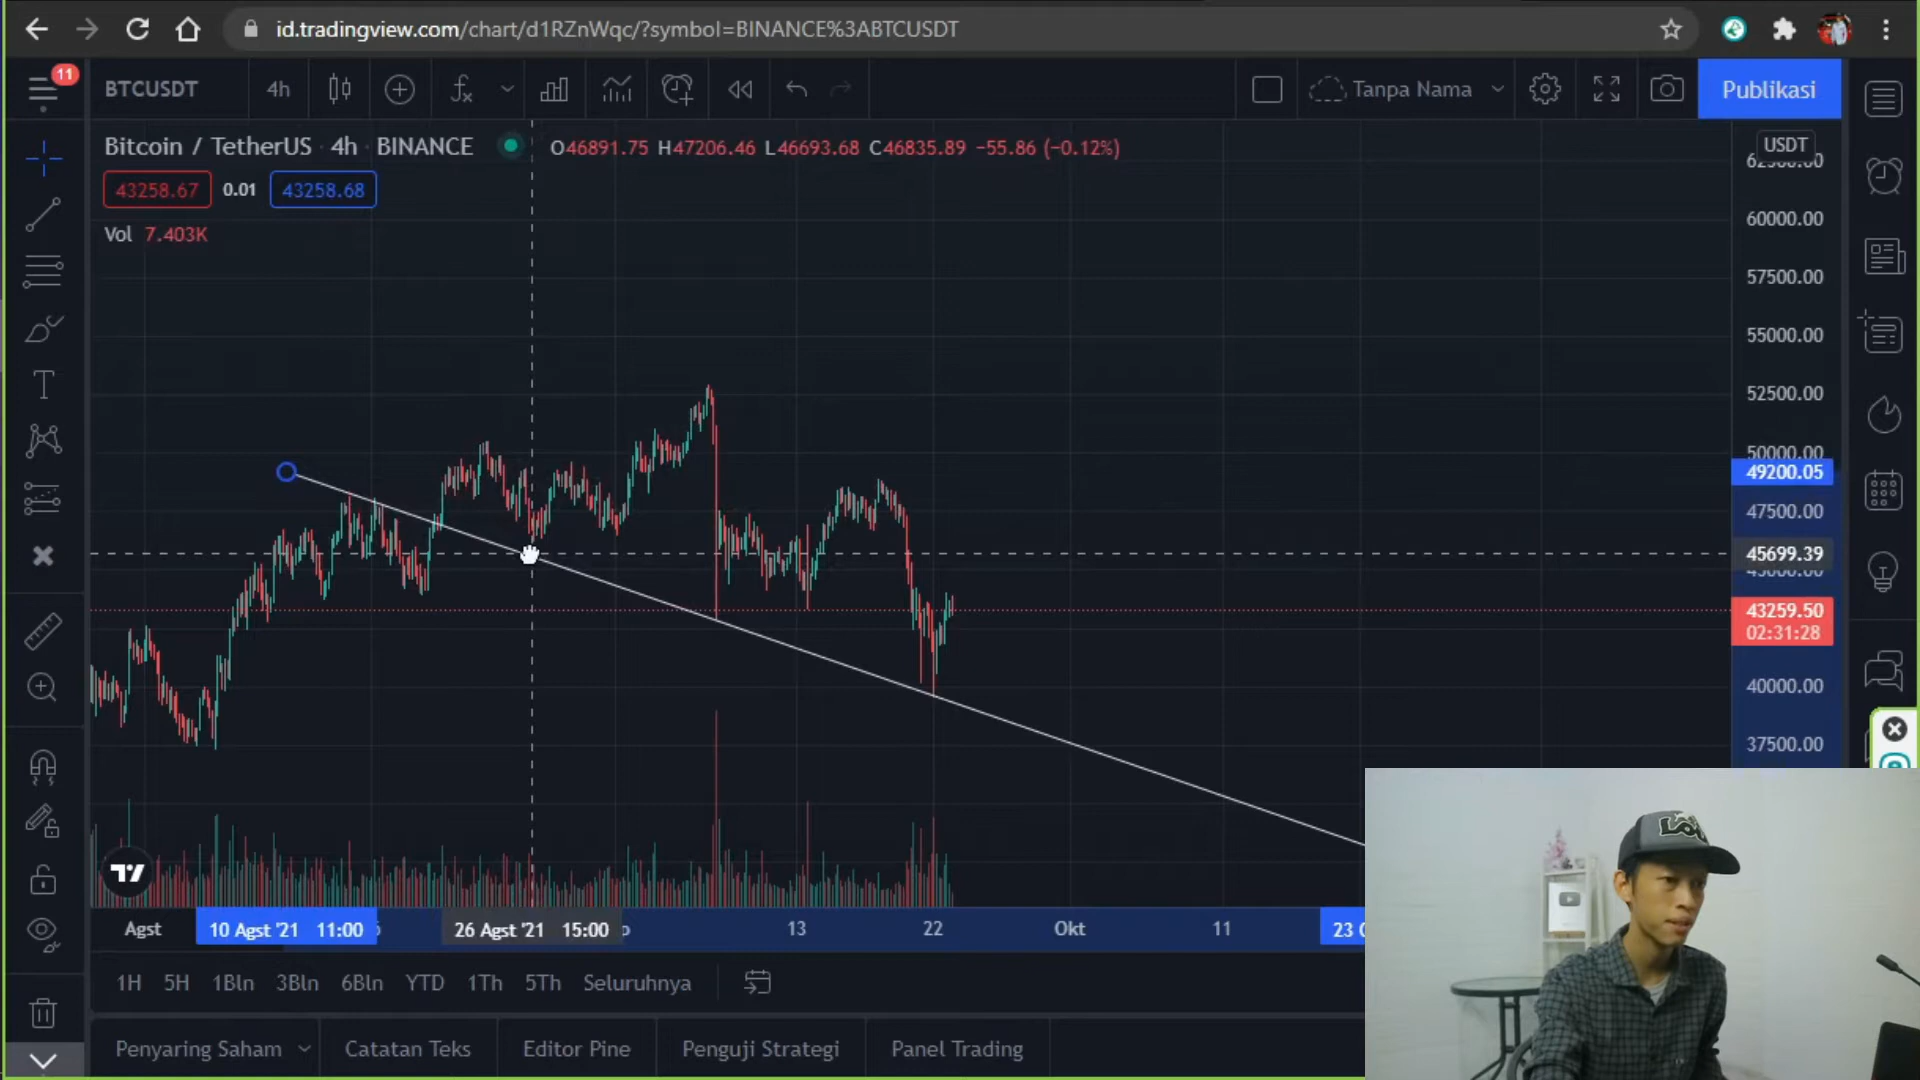 id.tradingview.com/chart/d1RZnWqc/?symbol=BINANCE%3ABTCUSDT
11
BTCUSDT
4h
Tanpa Nama
Publikasi
Bitcoin / TetherUS 4h BINANCE
O46891.75 H47206.46 L46693.68 C46835.89 −55.86 (−0.12%)
USDT
43258.67 0.01 43258.68
Vol 7.403K
60000.00
57500.00
55000.00
52500.00
50000.00
49200.05
47500.00
45699.39
43259.50
02:31:28
40000.00
37500.00
Agst
10 Agst '21 11:00
26 Agst '21 15:00
13
22
Okt
11
23
1H 5H 1Bln 3Bln 6Bln YTD 1Th 5Th Seluruhnya
Penyaring Saham
Catatan Teks
Editor Pine
Penguji Strategi
Panel Trading